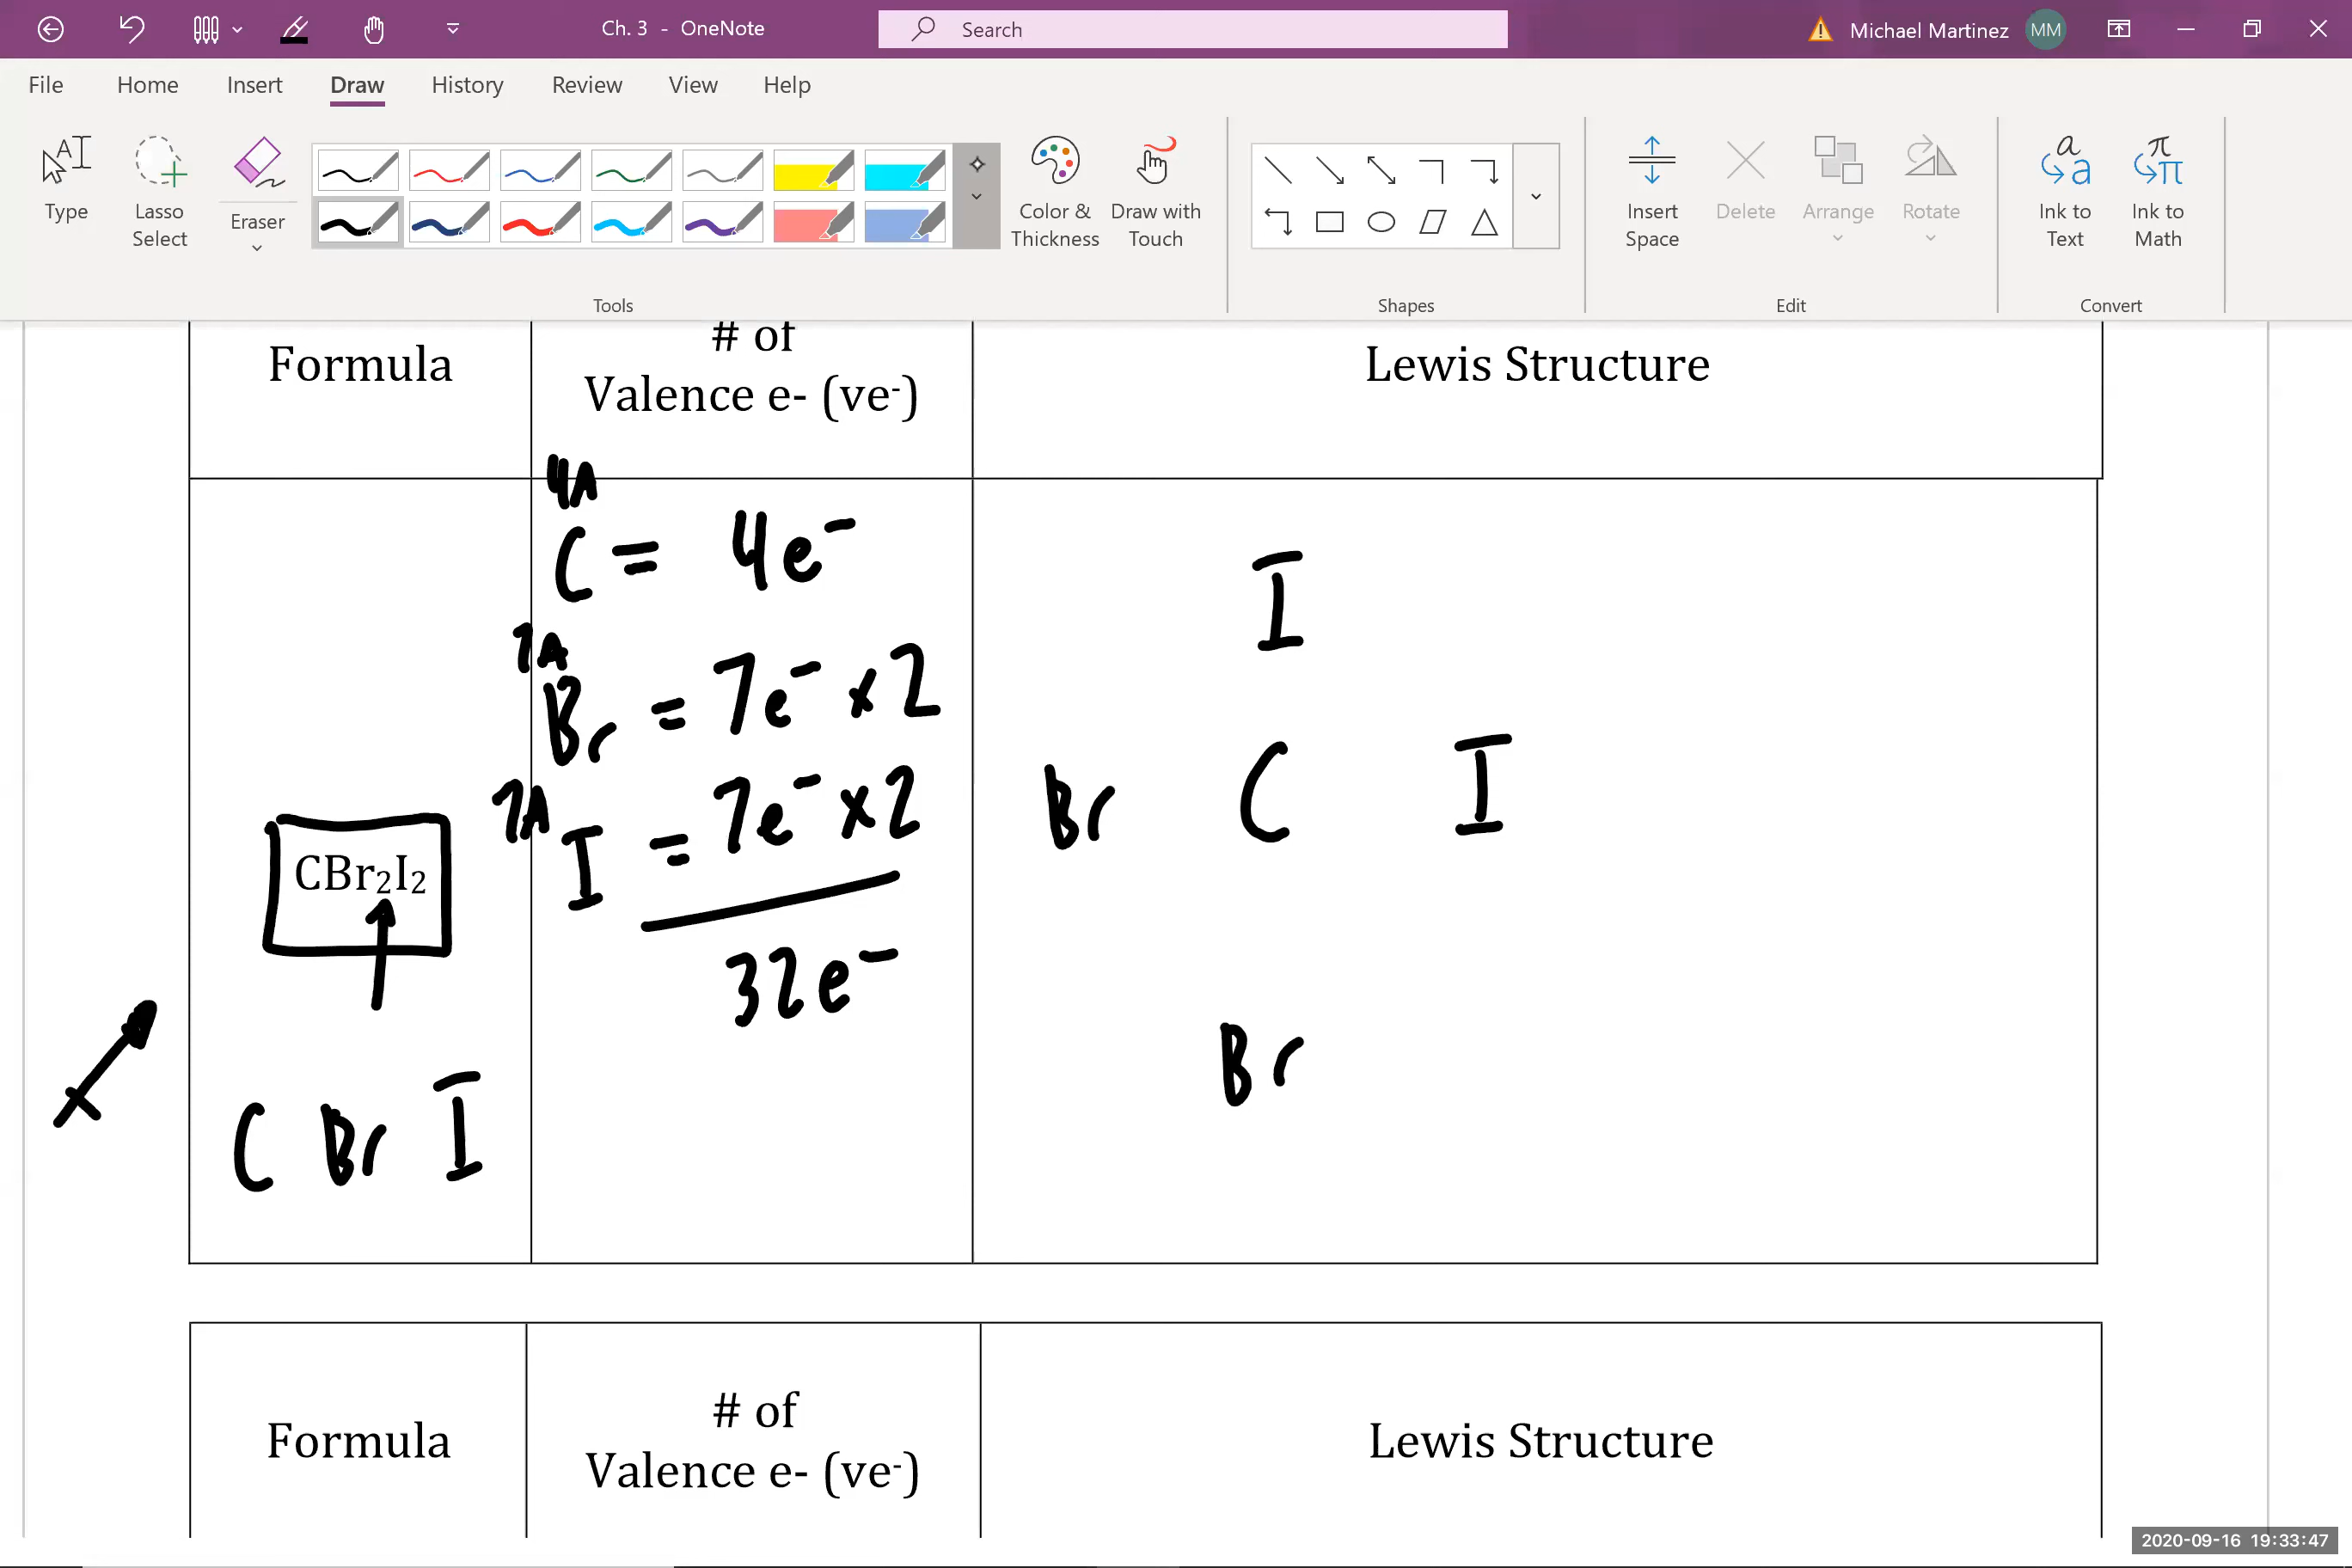 Ch. 3 - OneNote
Search
Michael Martinez MM
File Home Insert Draw History Review View Help
Type
Lasso Select
Eraser
Color & Thickness
Draw with Touch
Insert Space
Delete
Arrange
Rotate
Ink to Text
Ink to Math
Tools
Shapes
Edit
Convert
Formula
# of
Valence e- (ve⁻)
Lewis Structure
4A
C = 4e⁻
7A
Br = 7e⁻ x 2
7A
I = 7e⁻ x 2
32e⁻
CBr₂I₂
C Br I
I
Br C I
Br
Formula
# of
Valence e- (ve⁻)
Lewis Structure
2020-09-16 19:33:47